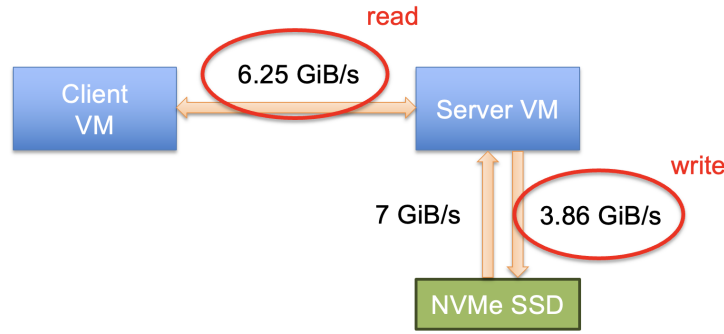 read
6.25 GiB/s
Client
VM
Server VM
write
7 GiB/s
3.86 GiB/s
NVMe SSD